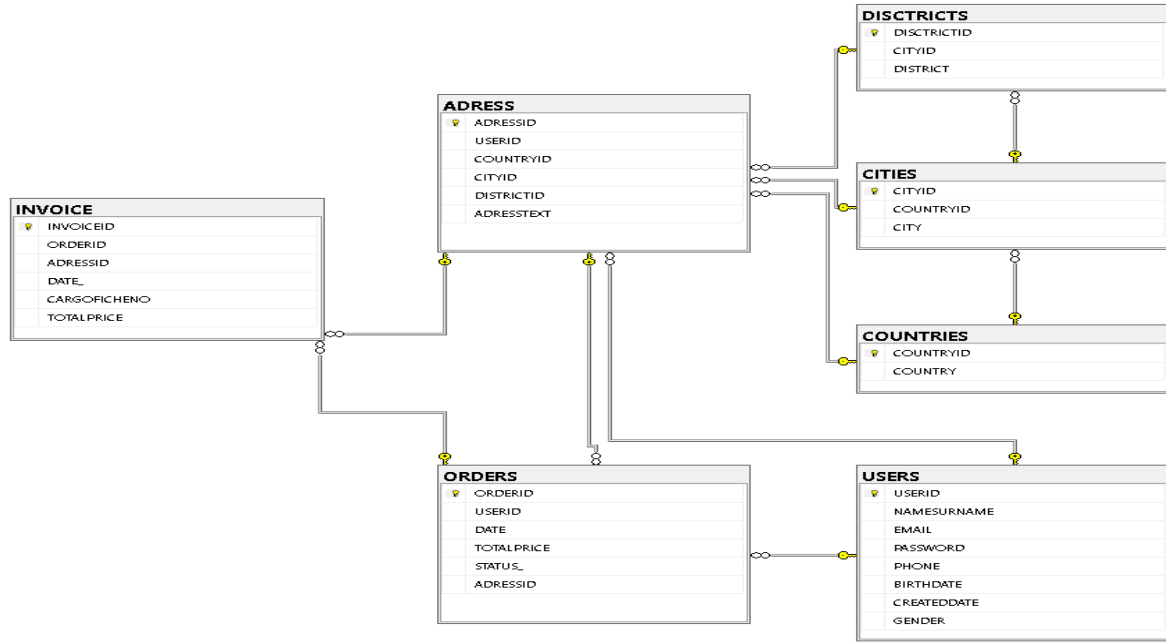 DISCTRICTS
DISCTRICTID
CITYID
DISTRICT
ADRESS
ADRESSID
USERID
COUNTRYID
CITYID
DISTRICTID
ADRESSTEXT
CITIES
CITYID
COUNTRYID
CITY
INVOICE
INVOICEID
ORDERID
ADRESSID
DATE_
CARGOFICHENO
TOTALPRICE
COUNTRIES
COUNTRYID
COUNTRY
ORDERS
ORDERID
USERID
DATE
TOTALPRICE
STATUS_
ADRESSID
USERS
USERID
NAMESURNAME
EMAIL
PASSWORD
PHONE
BIRTHDATE
CREATEDDATE
GENDER